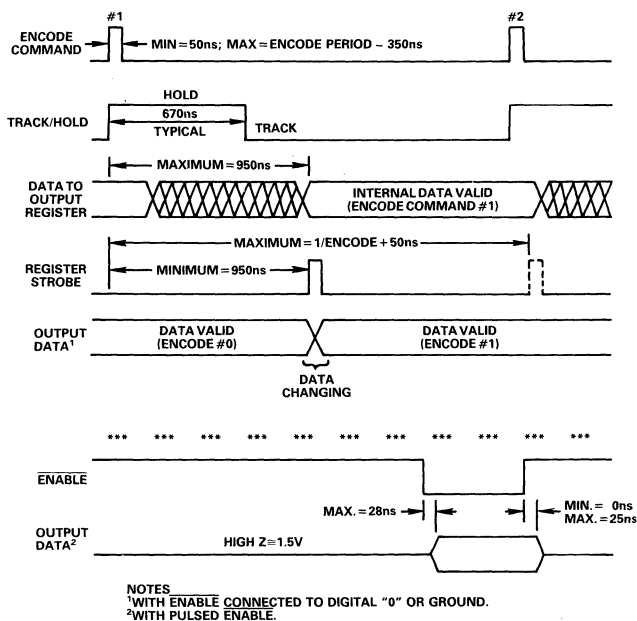 #1
#2
ENCODE
COMMAND
MIN = 50ns; MAX = ENCODE PERIOD – 350ns
HOLD
TRACK/HOLD
670ns
TYPICAL
TRACK
MAXIMUM = 950ns
DATA TO
OUTPUT
REGISTER
INTERNAL DATA VALID
(ENCODE COMMAND #1)
MAXIMUM = 1/ENCODE + 50ns
REGISTER
STROBE
MINIMUM = 950ns
OUTPUT
DATA¹
DATA VALID
(ENCODE #0)
DATA VALID
(ENCODE #1)
DATA
CHANGING
*** *** *** *** *** *** *** *** *** *** ***
ENABLE
MAX. = 28ns
MIN. = 0ns
MAX. = 25ns
OUTPUT
DATA²
HIGH Z ≅ 1.5V
NOTES
¹WITH ENABLE CONNECTED TO DIGITAL "0" OR GROUND.
²WITH PULSED ENABLE.